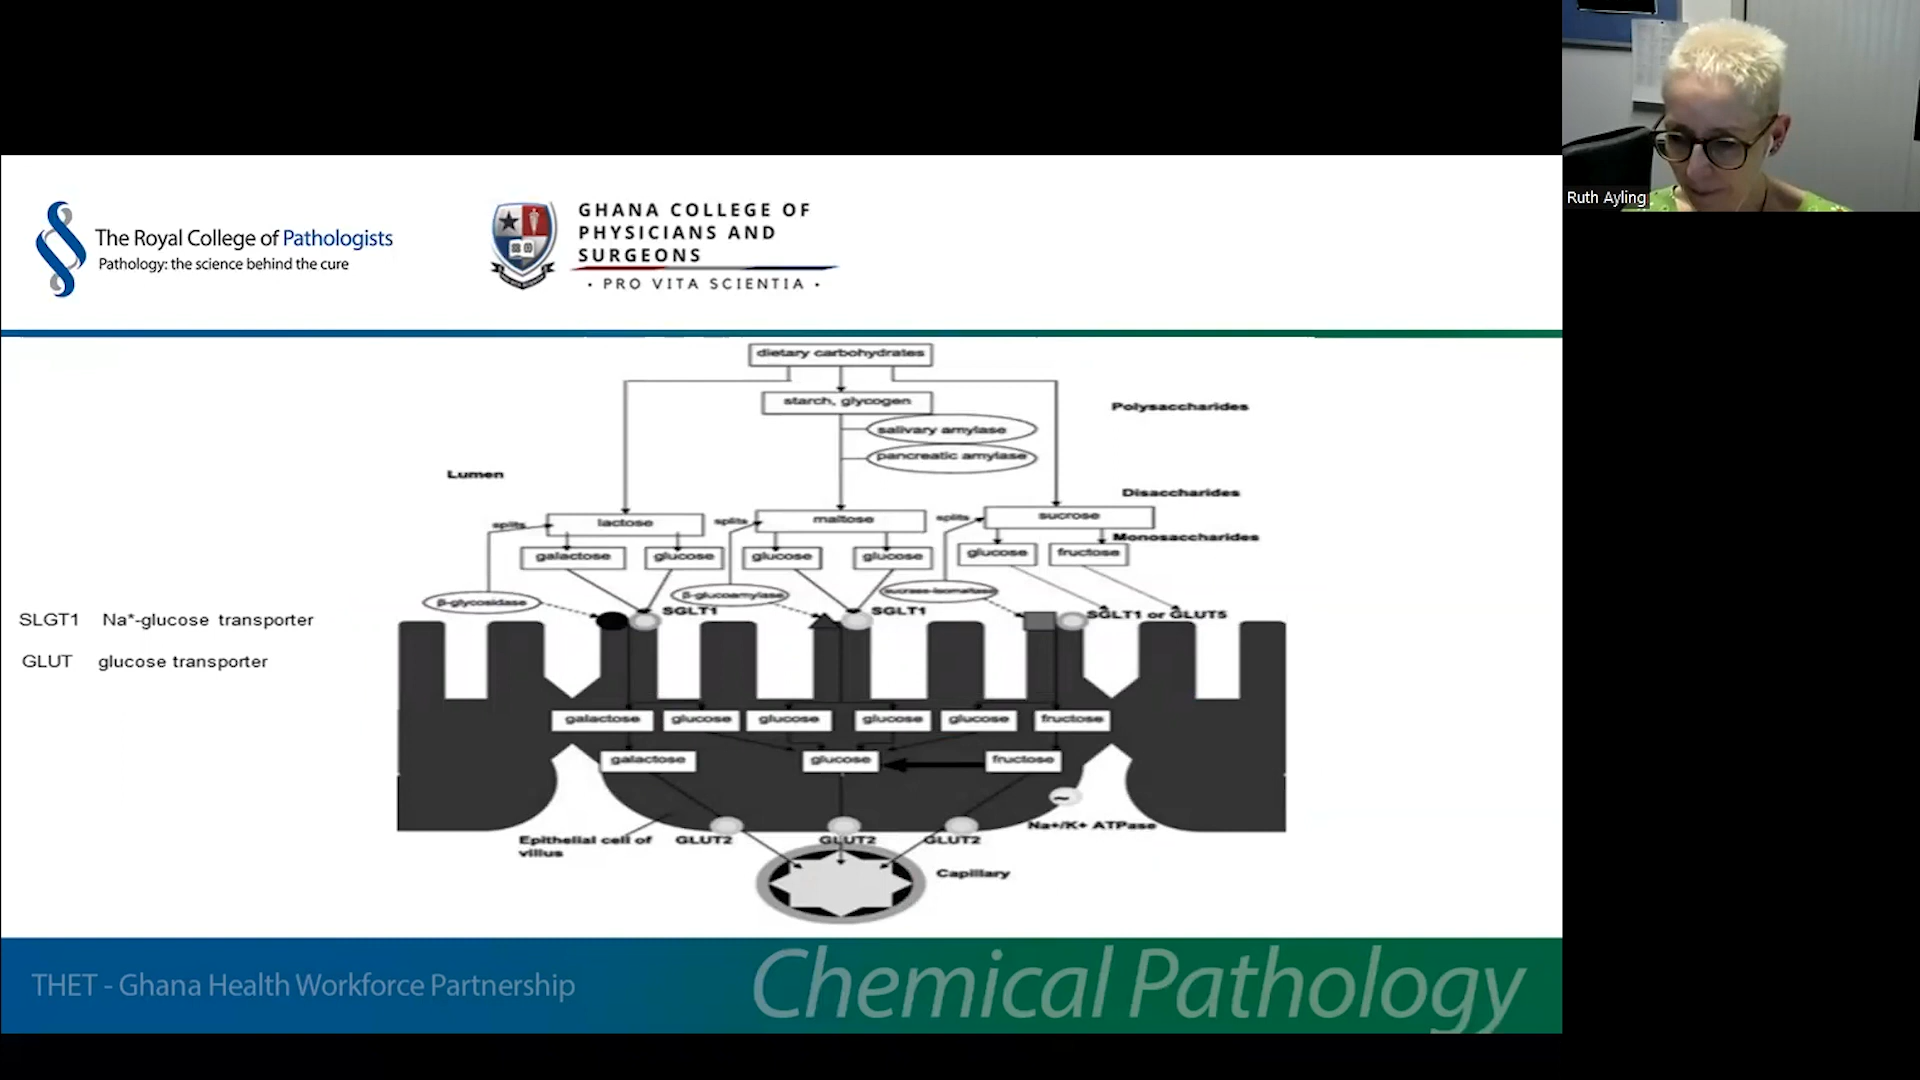 Ruth Ayling
The Royal College of Pathologists
Pathology: the science behind the cure
GHANA COLLEGE OF
PHYSICIANS AND
SURGEONS
· PRO VITA SCIENTIA ·
dietary carbohydrates
starch, glycogen
Polysaccharides
salivary amylase
pancreatic amylase
Lumen
Disaccharides
splits
lactose
splits
maltose
splits
sucrose
Monosaccharides
galactose
glucose
glucose
glucose
glucose
fructose
β-glycosidase
β-glucoamylase
sucrase-isomaltase
SGLT1
SGLT1
SGLT1 or GLUT5
SLGT1 Na*-glucose transporter
GLUT glucose transporter
galactose
glucose
glucose
glucose
glucose
fructose
galactose
glucose
fructose
~
Na+/K+ ATPase
Epithelial cell of
villus
GLUT2
GLUT2
GLUT2
Capillary
THET - Ghana Health Workforce Partnership
Chemical Pathology